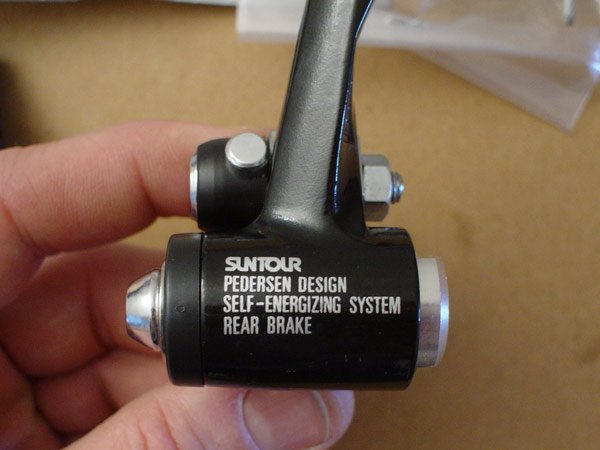 SUNTOUR
PEDERSEN DESIGN
SELF-ENERGIZING SYSTEM
REAR BRAKE